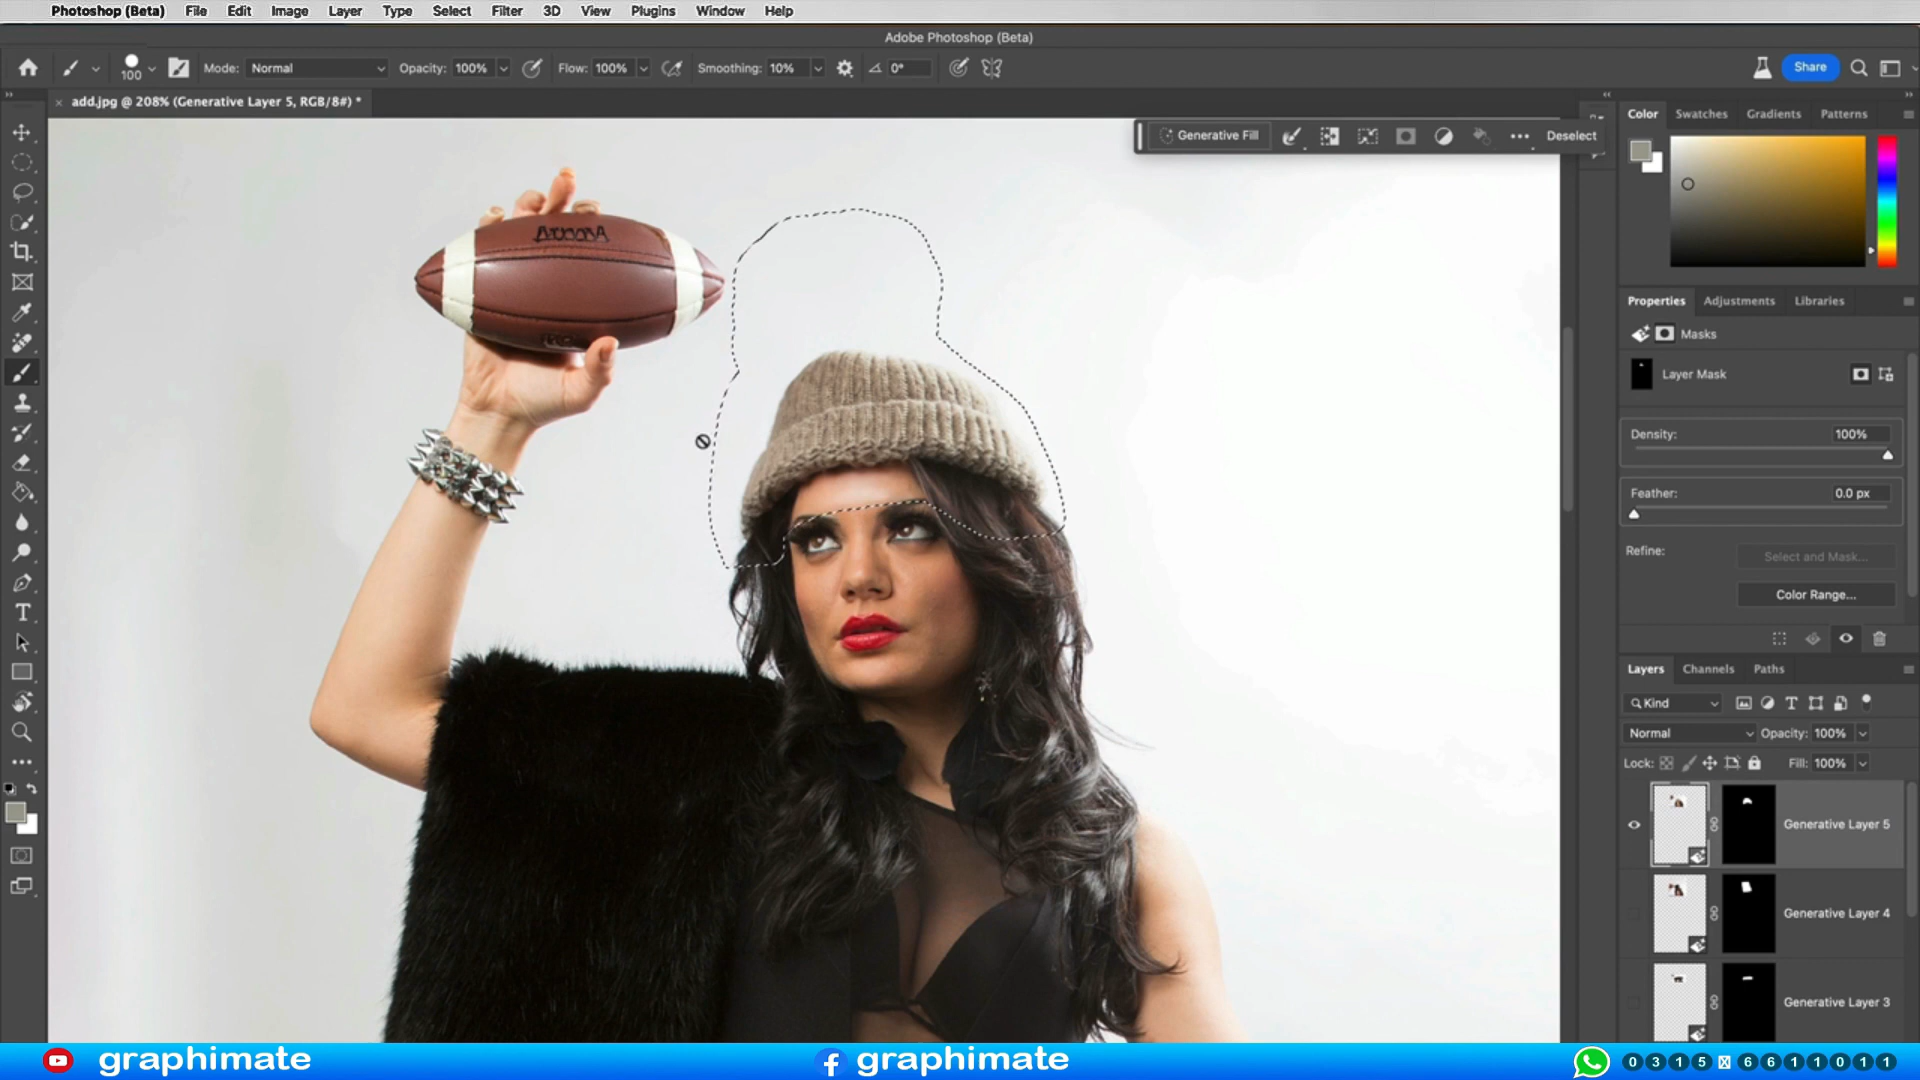 Photoshop (Beta) File Edit Image Layer Type Select Filter 3D View Plugins Window Help
Adobe Photoshop (Beta)
100 Mode: Normal Opacity: 100% Flow: 100% Smoothing: 10% 0° Share
× add.jpg @ 208% (Generative Layer 5, RGB/8#) *
Generative Fill Deselect
Color Swatches Gradients Patterns
Properties Adjustments Libraries
Masks
Layer Mask
Density: 100%
Feather: 0.0 px
Refine: Select and Mask...
Color Range...
Layers Channels Paths
Kind
Normal Opacity: 100%
Lock: Fill: 100%
Generative Layer 5
Generative Layer 4
Generative Layer 3
graphimate graphimate 0315 6611011